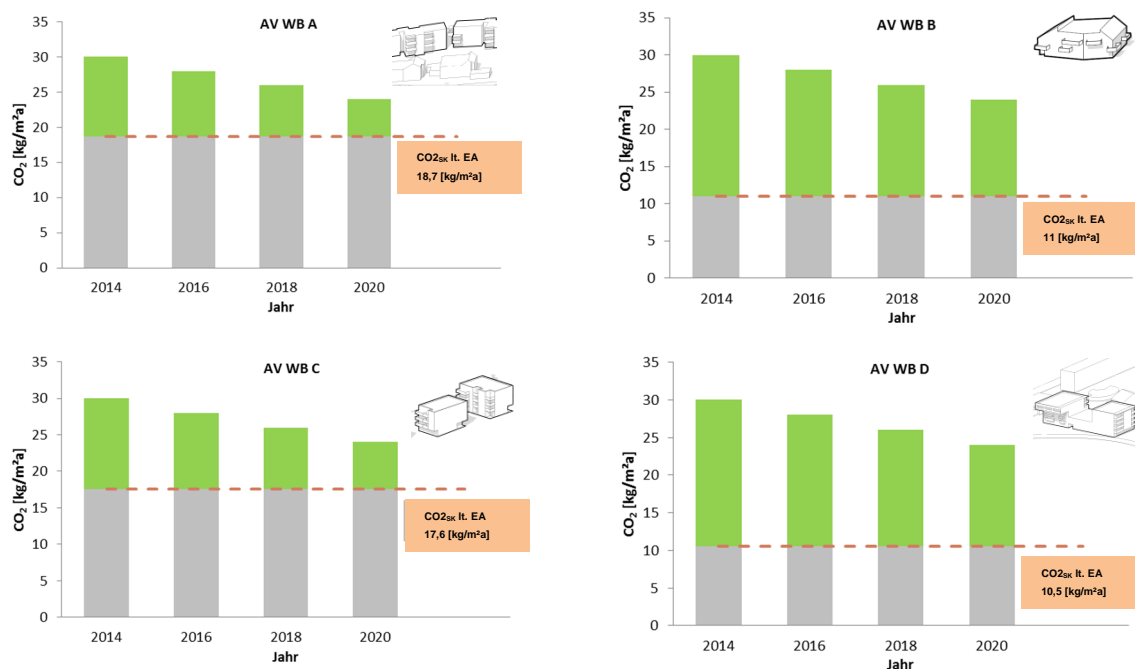 AV WB A
CO₂ [kg/m²a]
35
30
25
20
15
10
5
0
CO2SK lt. EA
18,7 [kg/m²a]
2014 2016 2018 2020
Jahr
AV WB B
CO₂ [kg/m²a]
35
30
25
20
15
10
5
0
CO2SK lt. EA
11 [kg/m²a]
2014 2016 2018 2020
Jahr
AV WB C
CO₂ [kg/m²a]
35
30
25
20
15
10
5
0
CO2SK lt. EA
17,6 [kg/m²a]
2014 2016 2018 2020
Jahr
AV WB D
CO₂ [kg/m²a]
35
30
25
20
15
10
5
0
CO2SK lt. EA
10,5 [kg/m²a]
2014 2016 2018 2020
Jahr